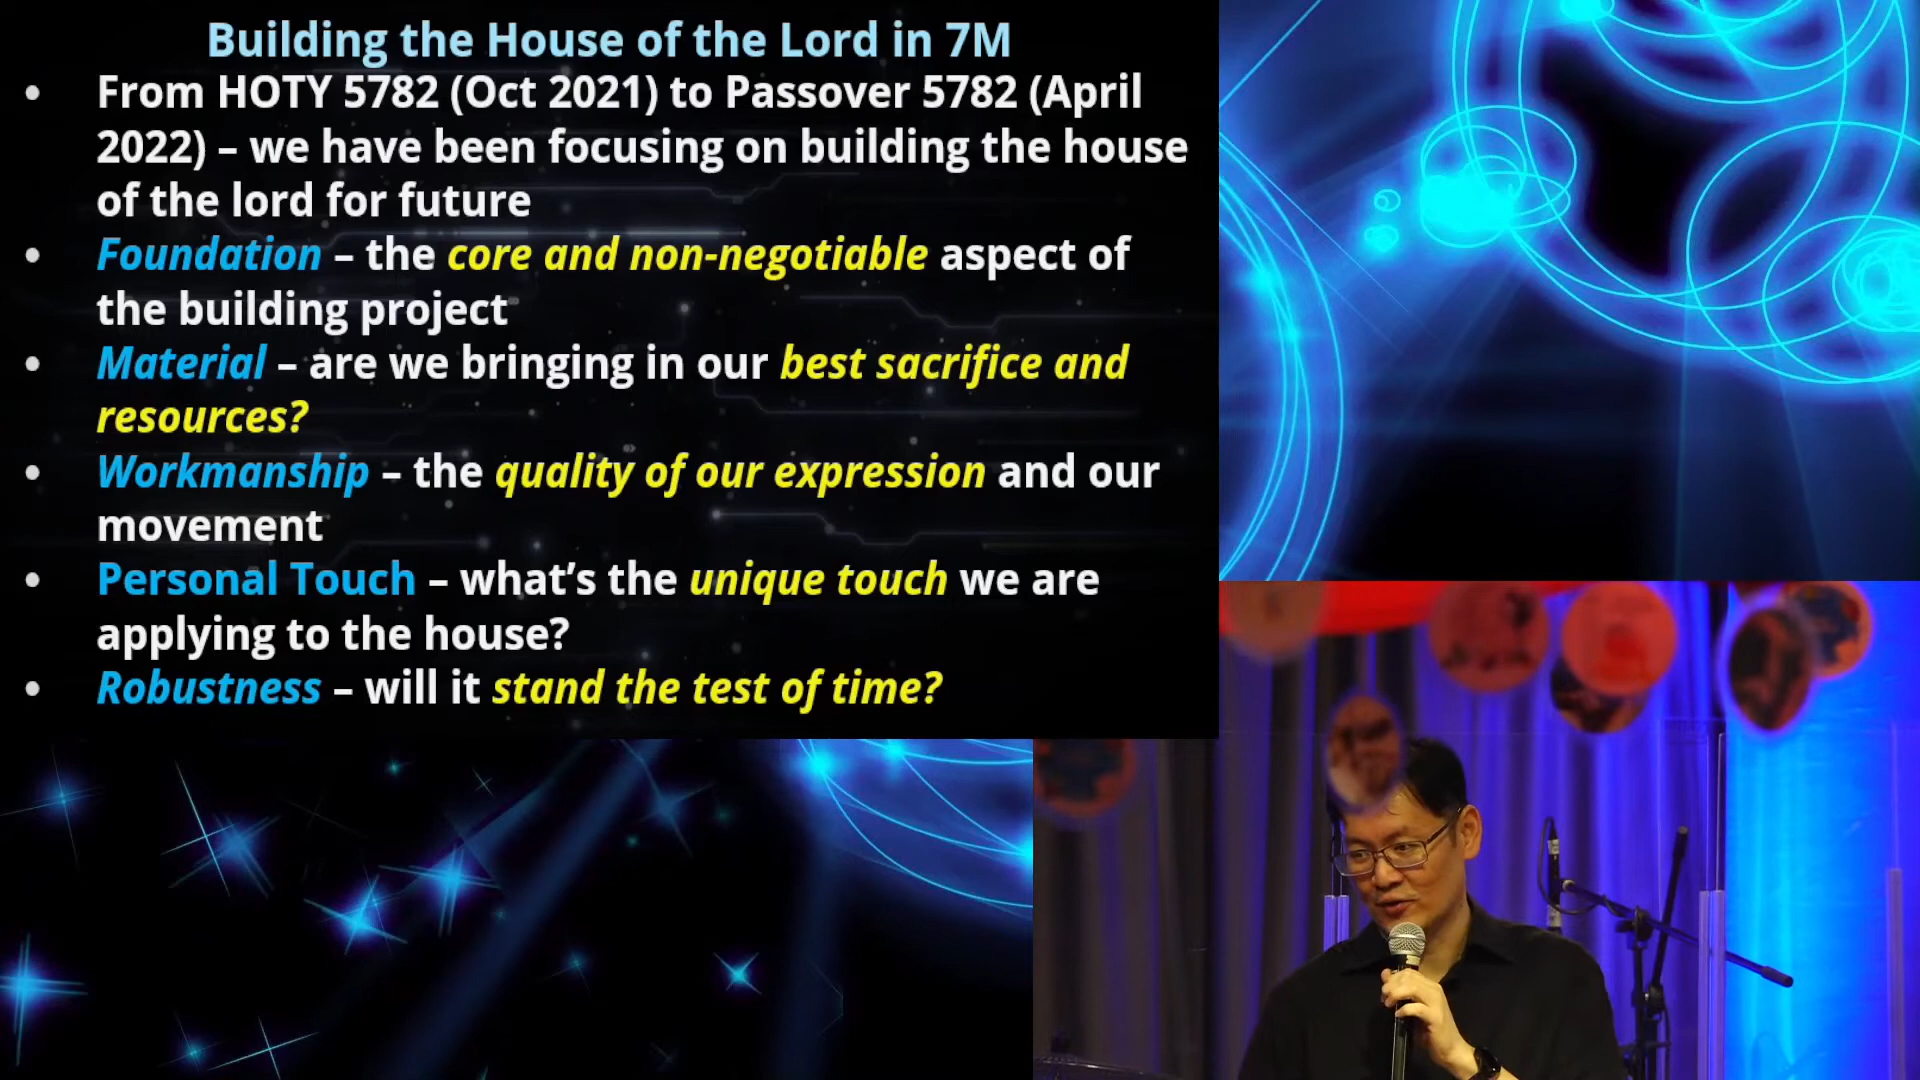 Building the House of the Lord in 7M
• From HOTY 5782 (Oct 2021) to Passover 5782 (April
2022) – we have been focusing on building the house
of the lord for future
• Foundation – the core and non-negotiable aspect of
the building project
• Material – are we bringing in our best sacrifice and
resources?
• Workmanship – the quality of our expression and our
movement
• Personal Touch – what’s the unique touch we are
applying to the house?
• Robustness – will it stand the test of time?